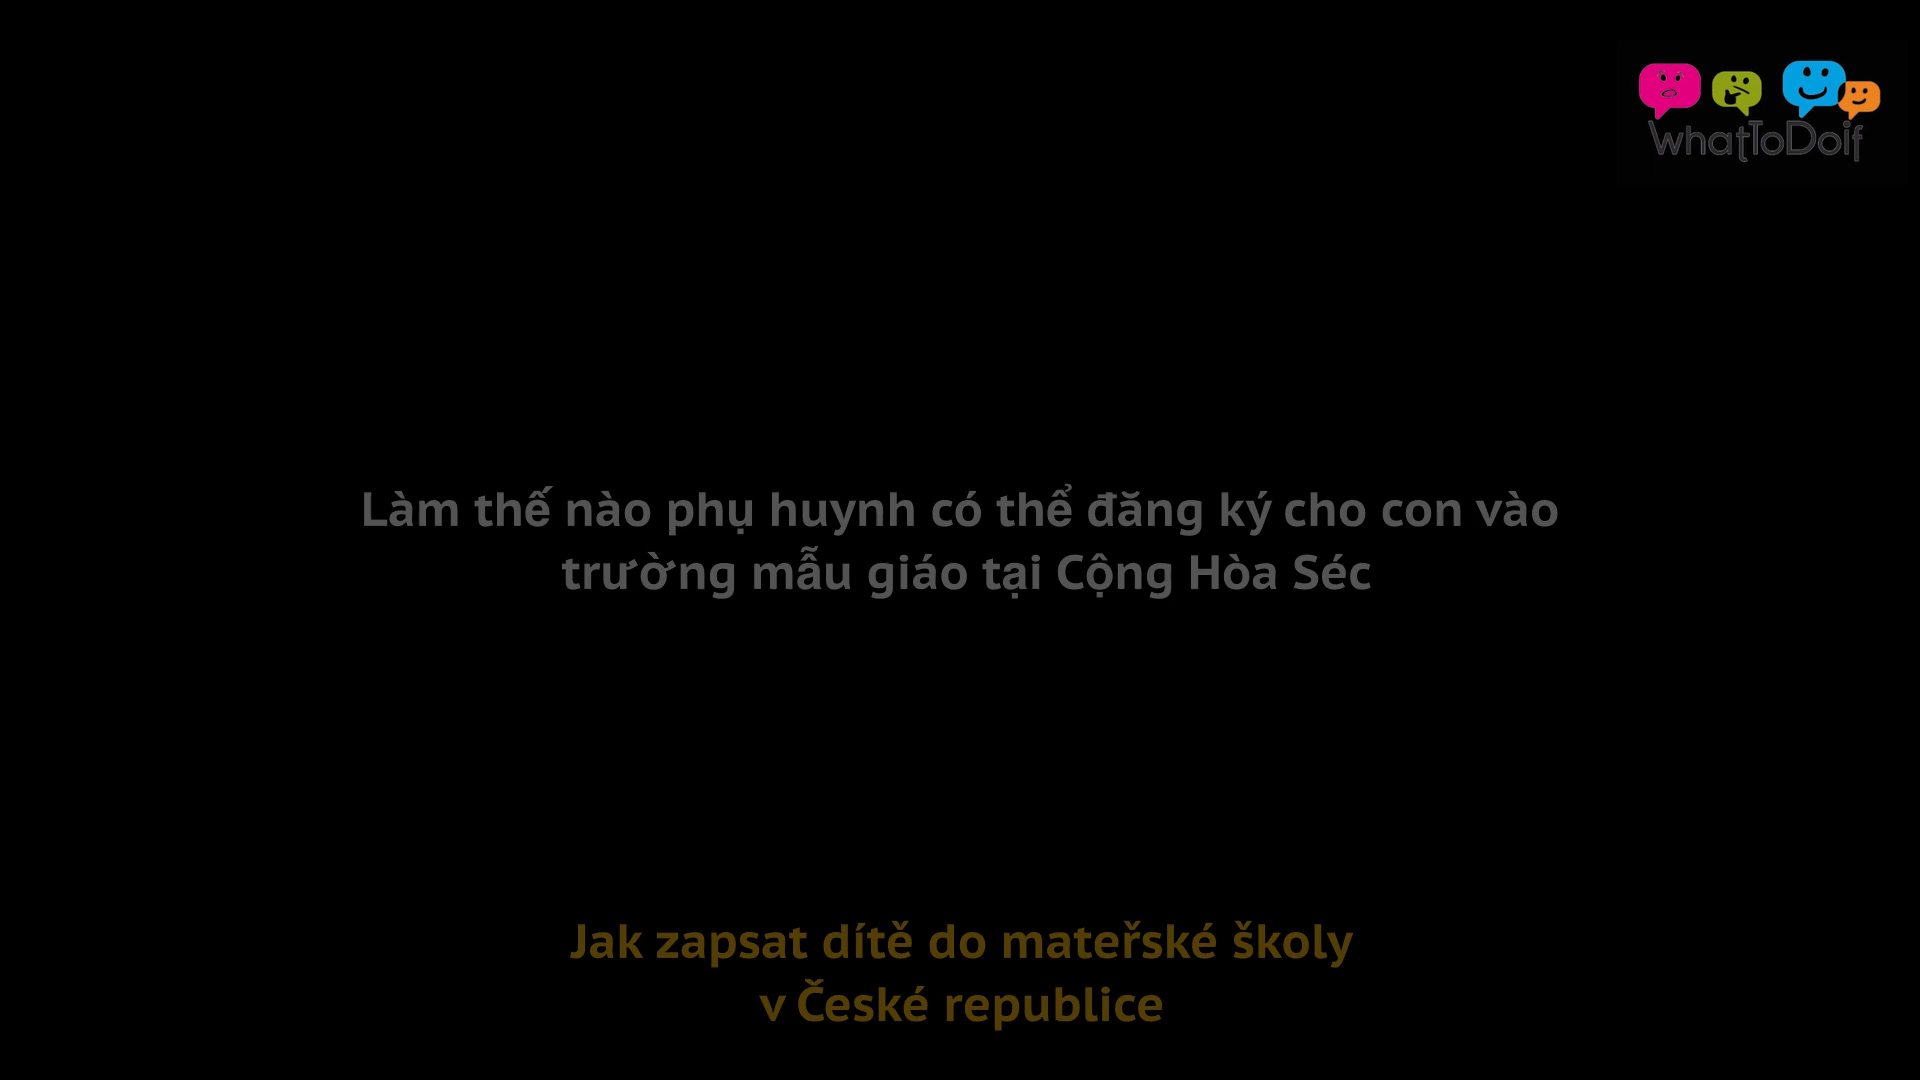 WhatToDoif
Làm thế nào phụ huynh có thể đăng ký cho con vào
trường mẫu giáo tại Cộng Hòa Séc
Jak zapsat dítě do mateřské školy
v České republice